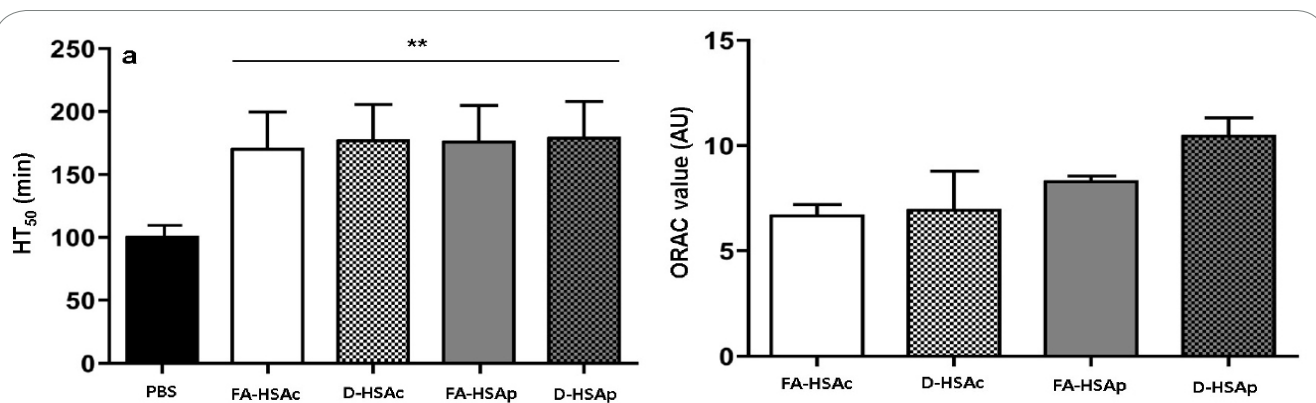 a
**
HT50 (min)
250
200
150
100
50
0
PBS
FA-HSAc
D-HSAc
FA-HSAp
D-HSAp
ORAC value (AU)
15
10
5
0
FA-HSAc
D-HSAc
FA-HSAp
D-HSAp